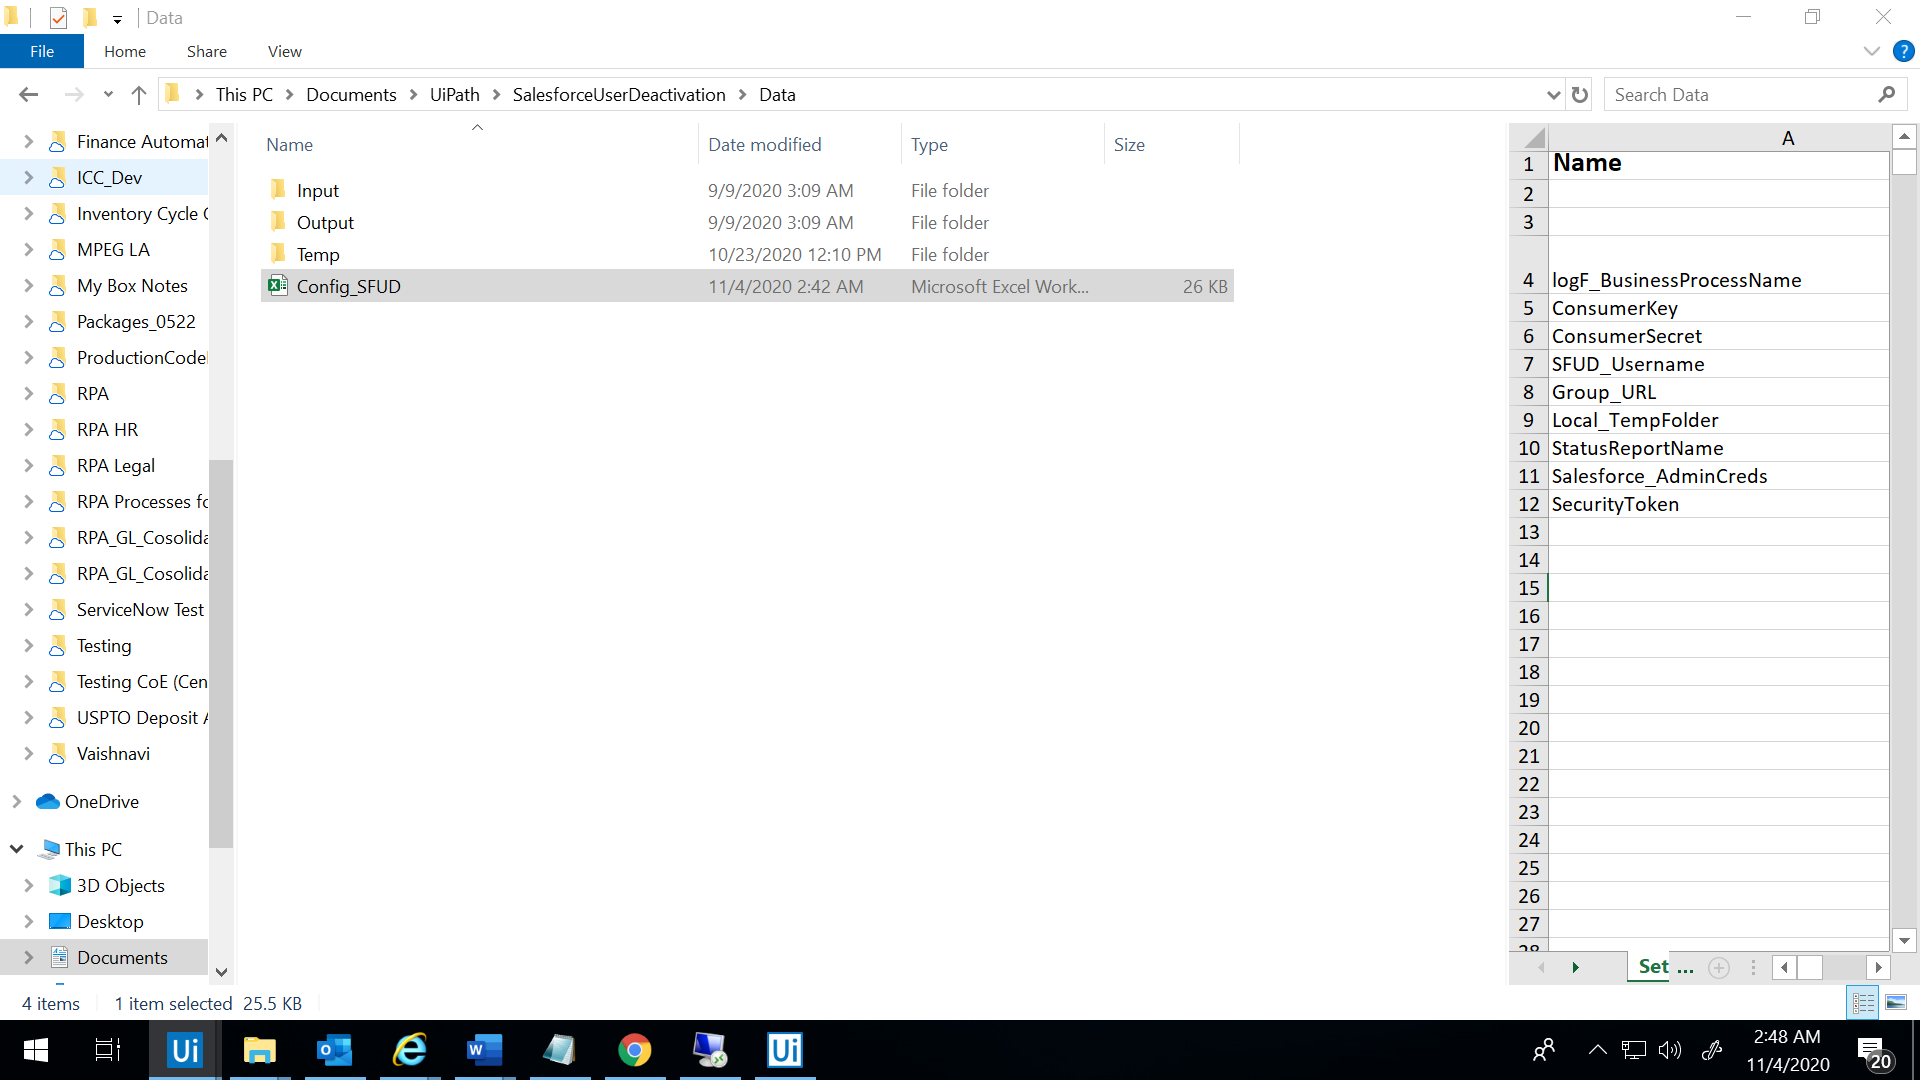 Data
File Home Share View
This PC Documents UiPath SalesforceUserDeactivation Data
Search Data
Finance Automat
ICC_Dev
Inventory Cycle C
MPEG LA
My Box Notes
Packages_0522
ProductionCode
RPA
RPA HR
RPA Legal
RPA Processes fo
RPA_GL_Cosolida
RPA_GL_Cosolida
ServiceNow Test
Testing
Testing CoE (Cen
USPTO Deposit A
Vaishnavi
OneDrive
This PC
3D Objects
Desktop
Documents
Name Date modified Type Size
Input 9/9/2020 3:09 AM File folder
Output 9/9/2020 3:09 AM File folder
Temp 10/23/2020 12:10 PM File folder
Config_SFUD 11/4/2020 2:42 AM Microsoft Excel Work... 26 KB
A
1 Name
2
3
4 logF_BusinessProcessName
5 ConsumerKey
6 ConsumerSecret
7 SFUD_Username
8 Group_URL
9 Local_TempFolder
10 StatusReportName
11 Salesforce_AdminCreds
12 SecurityToken
13
14
15
16
17
18
19
20
21
22
23
24
25
26
27
28
Set ...
4 items 1 item selected 25.5 KB
Ui
Ui
2:48 AM
11/4/2020
20